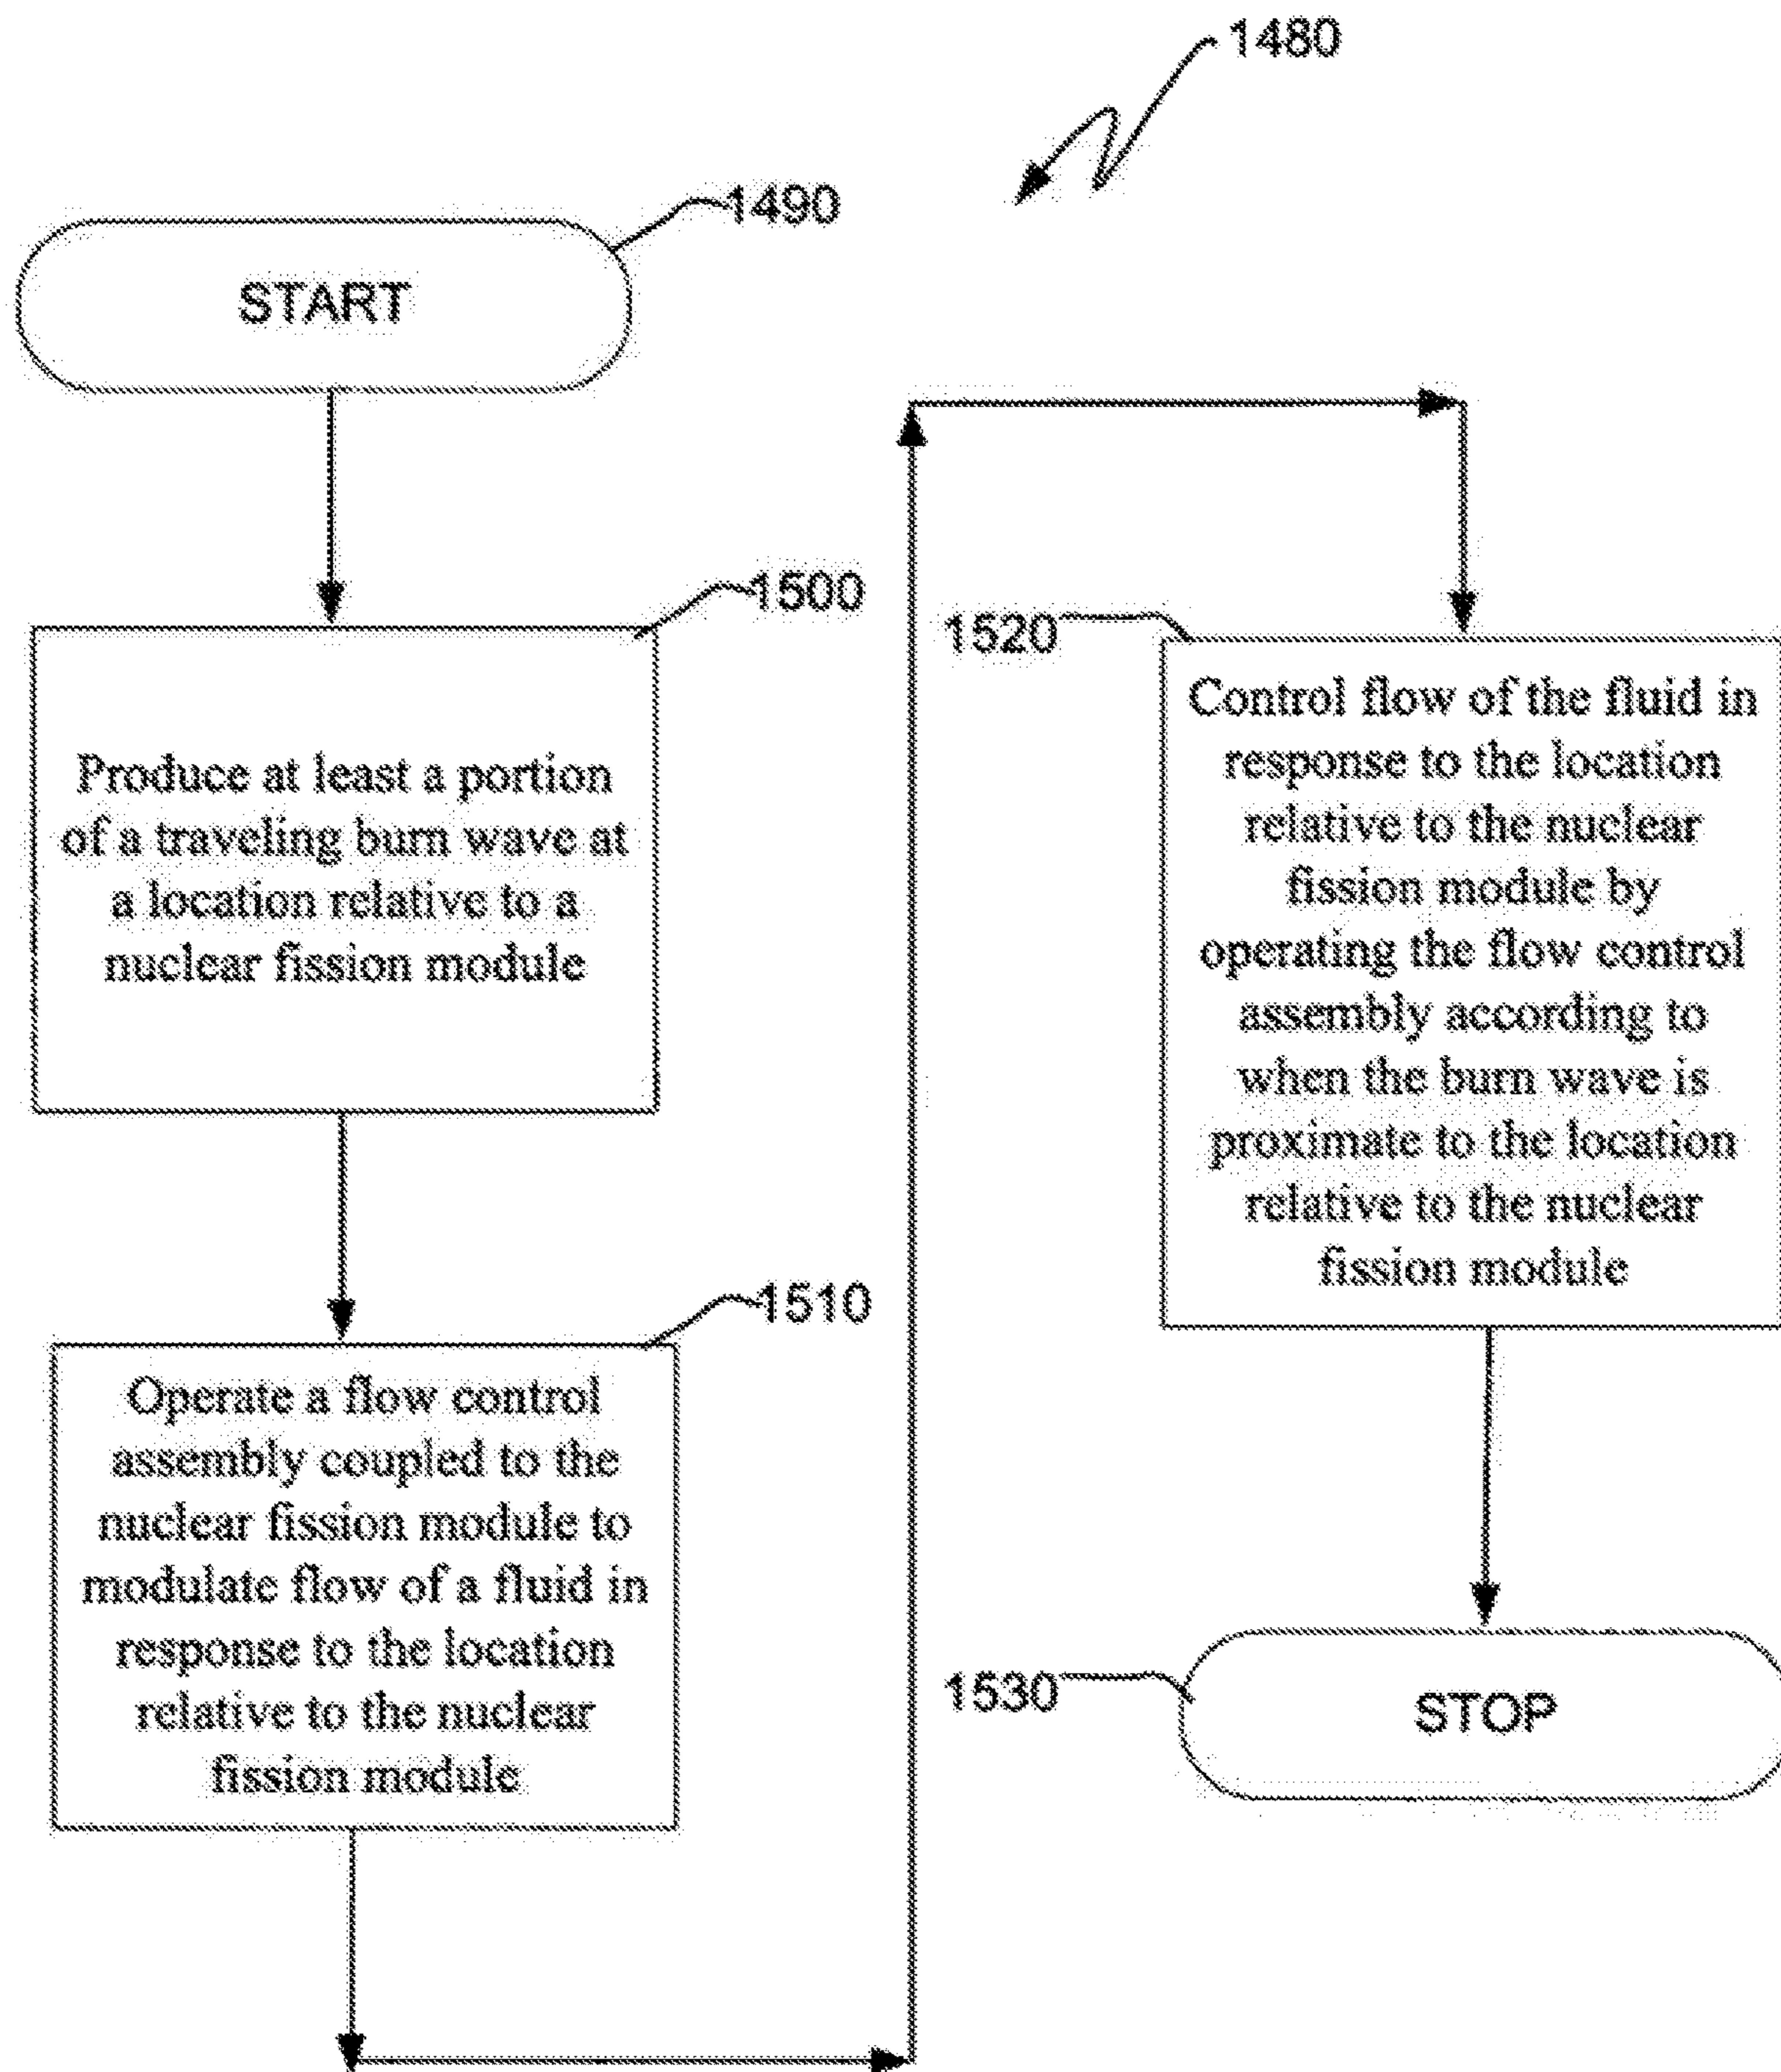 1480
1490
START
1500
Produce at least a portion
of a traveling burn wave at
a location relative to a
nuclear fission module
1510
Operate a flow control
assembly coupled to the
nuclear fission module to
modulate flow of a fluid in
response to the location
relative to the nuclear
fission module
1520
Control flow of the fluid in
response to the location
relative to the nuclear
fission module by
operating the flow control
assembly according to
when the burn wave is
proximate to the location
relative to the nuclear
fission module
1530
STOP